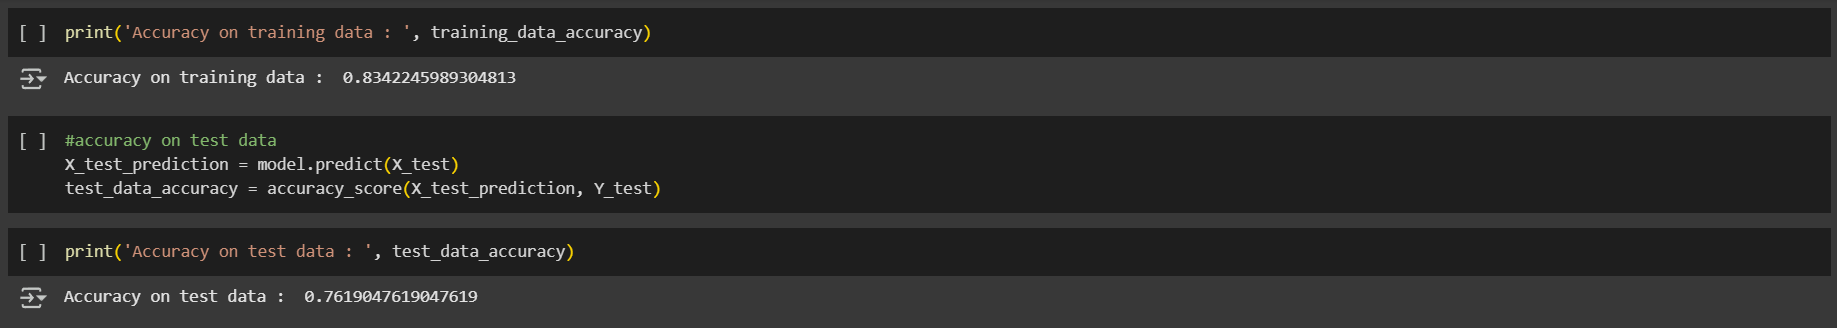 [ ] print('Accuracy on training data : ', training_data_accuracy)
Accuracy on training data :  0.8342245989304813
[ ] #accuracy on test data
X_test_prediction = model.predict(X_test)
test_data_accuracy = accuracy_score(X_test_prediction, Y_test)
[ ] print('Accuracy on test data : ', test_data_accuracy)
Accuracy on test data :  0.7619047619047619